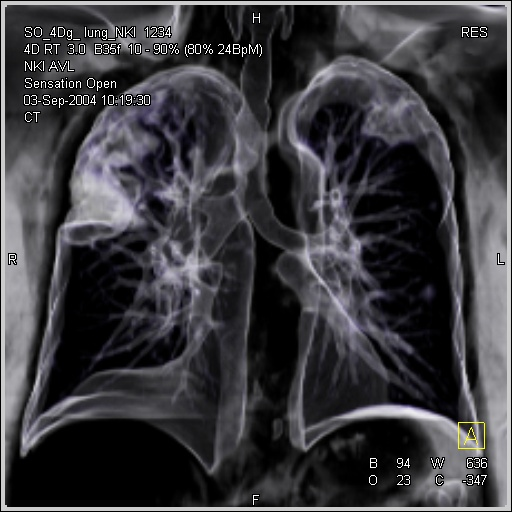 H
SO_4Dg_ lung_NKI 1234
RES
4D RT 3.0 B35f 10 - 90% (80% 24BpM)
NKI AVL
Sensation Open
03-Sep-2004 10:19:30
CT
R
L
A
B 94 W 636
O 23 C -347
F